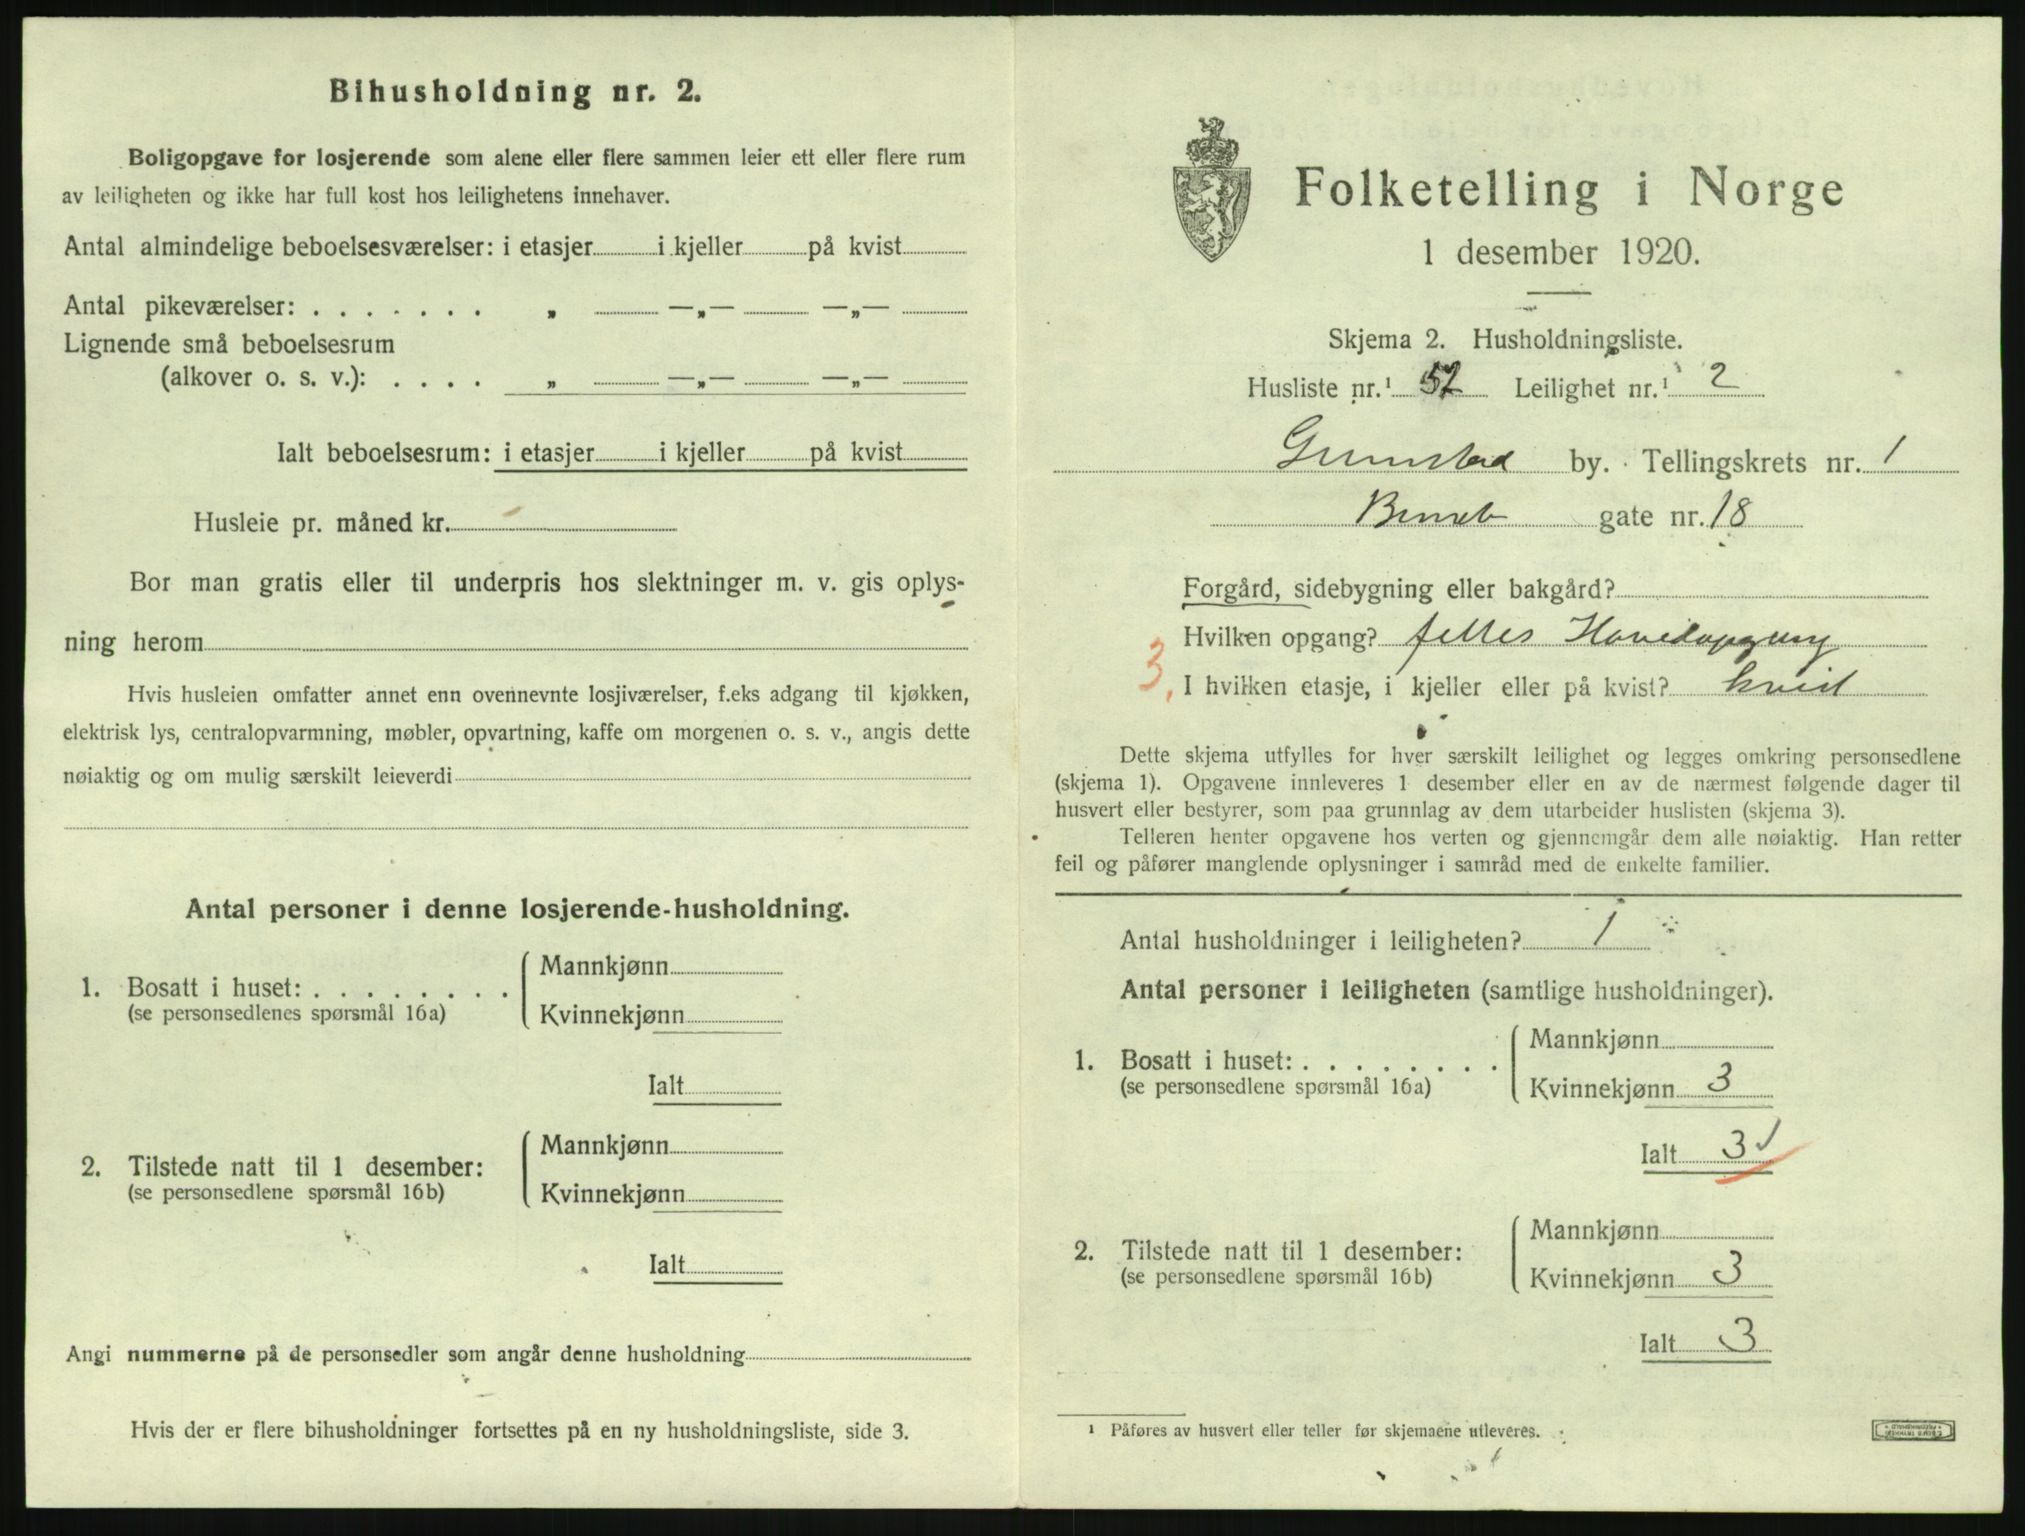 Bihusholdning nr. 2.
Boligopgave for losjerende som alene eller flere sammen leier ett eller flere rum
av leiligheten og ikke har full kost hos leilighetens innehaver.
Antal almindelige beboelsesværelser: i etasjer i kjeller på kvist
Antal pikeværelser: . . . . . . . „ —„— —„—
Lignende små beboelsesrum
(alkover o. s. v.): . . . . „ —„— —„—
Ialt beboelsesrum: i etasjer i kjeller på kvist
Husleie pr. måned kr.
Bor man gratis eller til underpris hos slektninger m. v. gis oplys-
ning herom
Hvis husleien omfatter annet enn ovennevnte losjiværelser, f.eks adgang til kjøkken,
elektrisk lys, centralopvarmning, møbler, opvartning, kaffe om morgenen o. s. v., angis dette
nøiaktig og om mulig særskilt leieverdi
Antal personer i denne losjerende-husholdning.
1. Bosatt i huset: . . . . . . . .
(se personsedlenes spørsmål 16a)
Mannkjønn
Kvinnekjønn
Ialt
2. Tilstede natt til 1 desember:
(se personsedlene spørsmål 16b)
Mannkjønn
Kvinnekjønn
Ialt
Angi nummerne på de personsedler som angår denne husholdning
Hvis der er flere bihusholdninger fortsettes på en ny husholdningsliste, side 3.
Folketelling i Norge
1 desember 1920.
Skjema 2. Husholdningsliste.
Husliste nr.¹ 52 Leilighet nr.¹ 2
Grimstad by. Tellingskrets nr. 1
gate nr. 18
Forgård, sidebygning eller bakgård?
Hvilken opgang? felles Hovedopgang
3, I hvilken etasje, i kjeller eller på kvist? kvist
Dette skjema utfylles for hver særskilt leilighet og legges omkring personsedlene
(skjema 1). Opgavene innleveres 1 desember eller en av de nærmest følgende dager til
husvert eller bestyrer, som paa grunnlag av dem utarbeider huslisten (skjema 3).
Telleren henter opgavene hos verten og gjennemgår dem alle nøiaktig. Han retter
feil og påfører manglende oplysninger i samråd med de enkelte familier.
Antal husholdninger i leiligheten? 1
Antal personer i leiligheten (samtlige husholdninger).
1. Bosatt i huset: . . . . . . . .
(se personsedlene spørsmål 16a)
Mannkjønn
Kvinnekjønn 3
Ialt 3
2. Tilstede natt til 1 desember:
(se personsedlene spørsmål 16b)
Mannkjønn
Kvinnekjønn 3
Ialt 3
¹ Påføres av husvert eller teller før skjemaene utleveres.